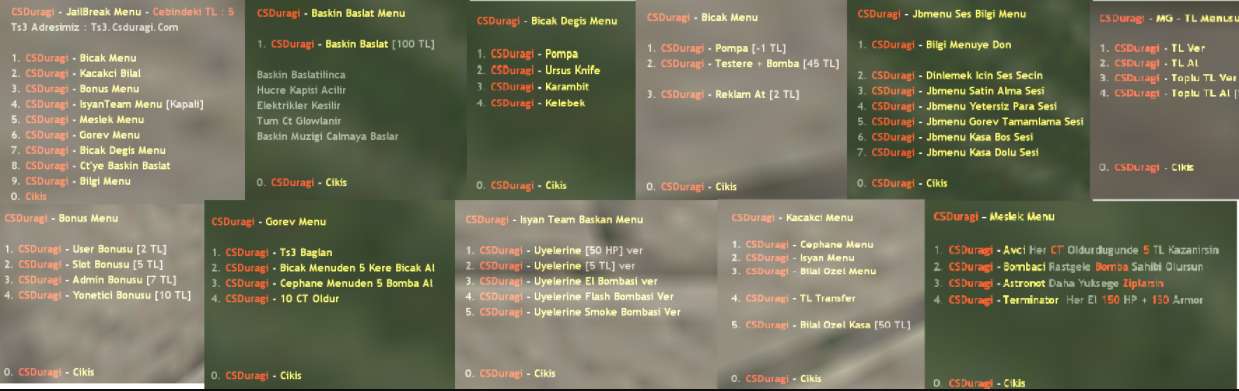 CSDuragi - JailBreak Menu - Cebindeki TL : 5
Ts3 Adresimiz : Ts3.Csduragi.Com
1. CSDuragi - Bicak Menu
2. CSDuragi - Kacakci Bilal
3. CSDuragi - Bonus Menu
4. CSDuragi - IsyanTeam Menu [Kapali]
5. CSDuragi - Meslek Menu
6. CSDuragi - Gorev Menu
7. CSDuragi - Bicak Degis Menu
8. CSDuragi - Ct'ye Baskin Baslat
9. CSDuragi - Bilgi Menu
0. Cikis
CSDuragi - Baskin Baslat Menu
1. CSDuragi - Baskin Baslat [100 TL]
Baskin Baslatilinca
Hucre Kapisi Acilir
Elektrikler Kesilir
Tum Ct Glowlanir
Baskin Muzigi Calmaya Baslar
0. CSDuragi - Cikis
CSDuragi - Bicak Degis Menu
1. CSDuragi - Pompa
2. CSDuragi - Ursus Knife
3. CSDuragi - Karambit
4. CSDuragi - Kelebek
0. CSDuragi - Cikis
CSDuragi - Bicak Menu
1. CSDuragi - Pompa [-1 TL]
2. CSDuragi - Testere + Bomba [45 TL]
3. CSDuragi - Reklam At [2 TL]
0. CSDuragi - Cikis
CSDuragi - Jbmenu Ses Bilgi Menu
1. CSDuragi - Bilgi Menuye Don
2. CSDuragi - Dinlemek Icin Ses Secin
3. CSDuragi - Jbmenu Satin Alma Sesi
4. CSDuragi - Jbmenu Yetersiz Para Sesi
5. CSDuragi - Jbmenu Gorev Tamamlama Sesi
6. CSDuragi - Jbmenu Kasa Bos Sesi
7. CSDuragi - Jbmenu Kasa Dolu Sesi
0. CSDuragi - Cikis
CSDuragi - MG - TL Menusu
1. CSDuragi - TL Ver
2. CSDuragi - TL Al
3. CSDuragi - Toplu TL Ver
4. CSDuragi - Toplu TL Al [
0. CSDuragi - Cikis
CSDuragi - Bonus Menu
1. CSDuragi - User Bonusu [2 TL]
2. CSDuragi - Slot Bonusu [5 TL]
3. CSDuragi - Admin Bonusu [7 TL]
4. CSDuragi - Yonetici Bonusu [10 TL]
0. CSDuragi - Cikis
CSDuragi - Gorev Menu
1. CSDuragi - Ts3 Baglan
2. CSDuragi - Bicak Menuden 5 Kere Bicak Al
3. CSDuragi - Cephane Menuden 5 Bomba Al
4. CSDuragi - 10 CT Oldur
0. CSDuragi - Cikis
CSDuragi - Isyan Team Baskan Menu
1. CSDuragi - Uyelerine [50 HP] ver
2. CSDuragi - Uyelerine [5 TL] ver
3. CSDuragi - Uyelerine El Bombasi ver
4. CSDuragi - Uyelerine Flash Bombasi Ver
5. CSDuragi - Uyelerine Smoke Bombasi Ver
0. CSDuragi - Cikis
CSDuragi - Kacakci Menu
1. CSDuragi - Cephane Menu
2. CSDuragi - Isyan Menu
3. CSDuragi - Bilal Ozel Menu
4. CSDuragi - TL Transfer
5. CSDuragi - Bilal Ozel Kasa [50 TL]
0. CSDuragi - Cikis
CSDuragi - Meslek Menu
1. CSDuragi - Avci Her CT Oldurdugunde 5 TL Kazanirsin
2. CSDuragi - Bombaci Rastgele Bomba Sahibi Olursun
3. CSDuragi - Astronot Daha Yuksege Ziplarsin
4. CSDuragi - Terminator Her El 150 HP + 150 Armor
0. CSDuragi - Cikis